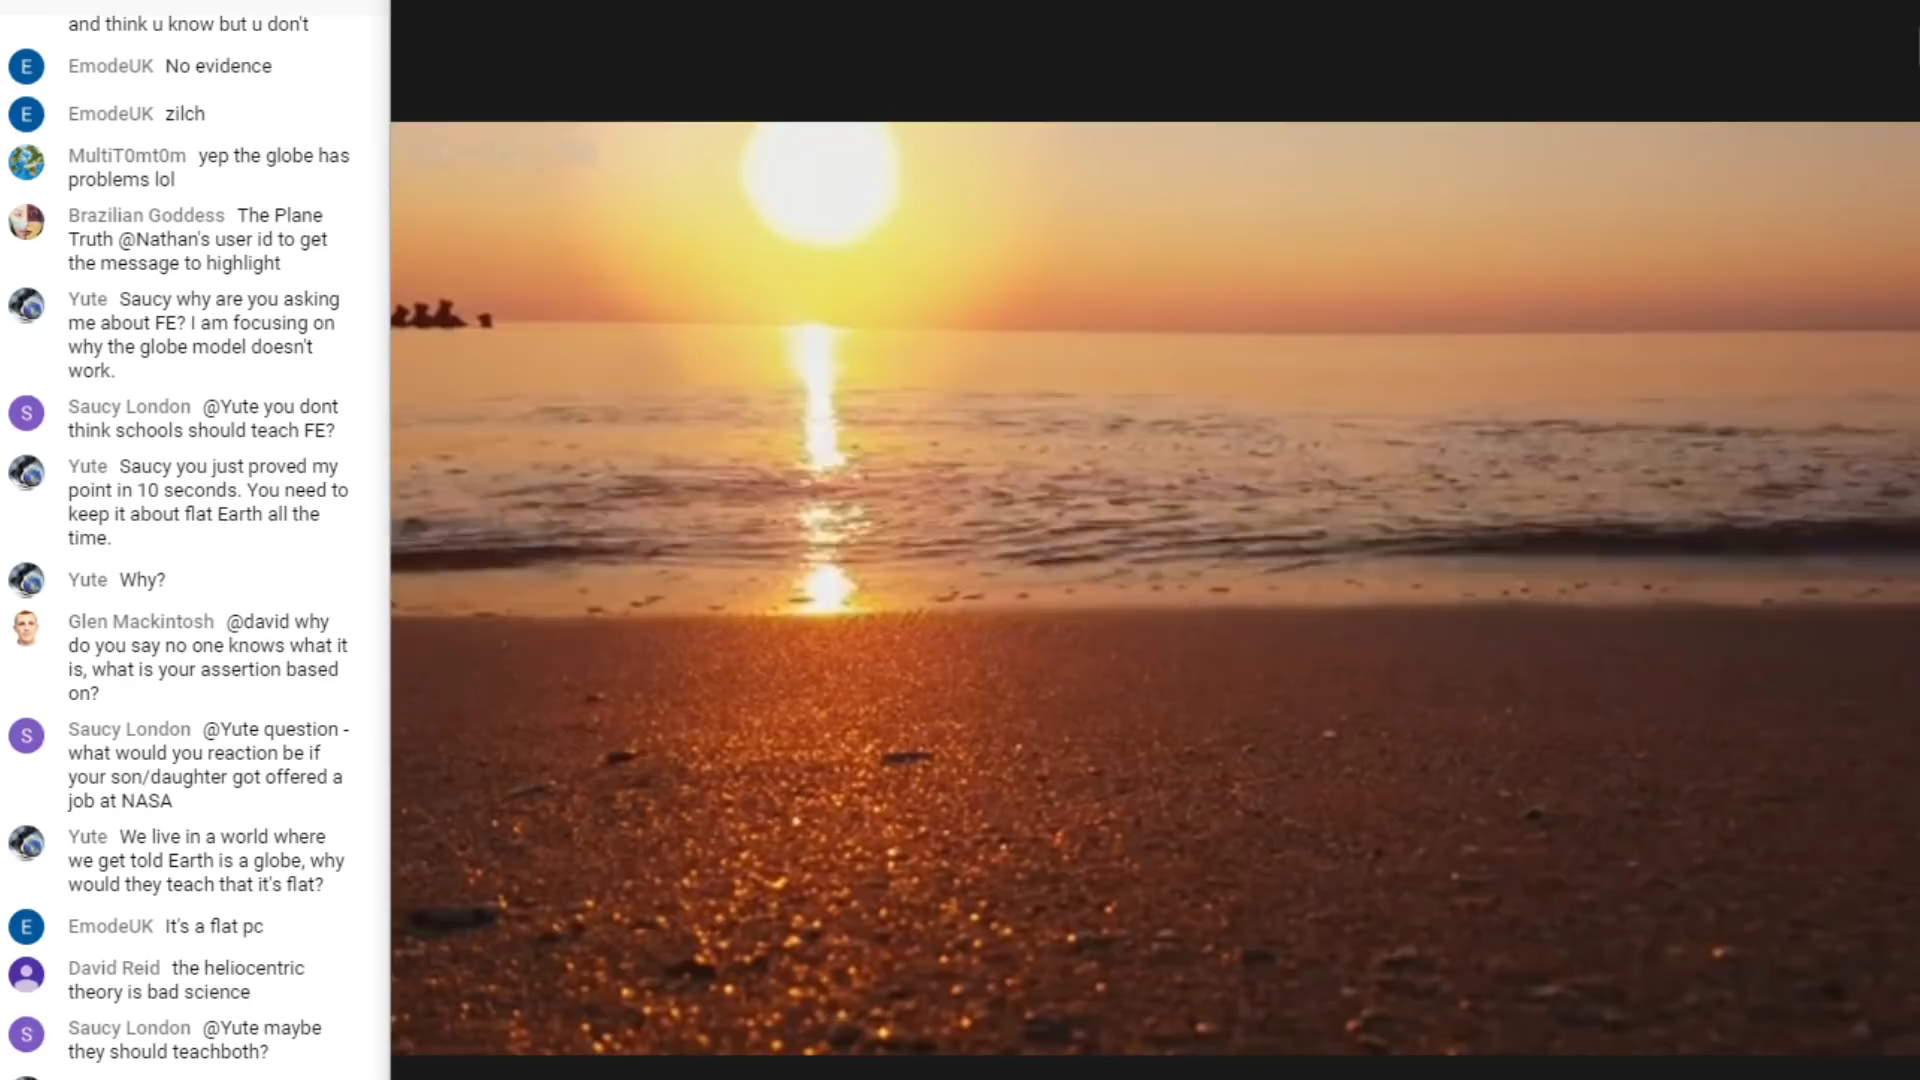 and think u know but u don't
E EmodeUK No evidence
E EmodeUK zilch
MultiT0mt0m yep the globe has
problems lol
Brazilian Goddess The Plane
Truth @Nathan's user id to get
the message to highlight
Yute Saucy why are you asking
me about FE? I am focusing on
why the globe model doesn't
work.
S Saucy London @Yute you dont
think schools should teach FE?
Yute Saucy you just proved my
point in 10 seconds. You need to
keep it about flat Earth all the
time.
Yute Why?
Glen Mackintosh @david why
do you say no one knows what it
is, what is your assertion based
on?
S Saucy London @Yute question -
what would you reaction be if
your son/daughter got offered a
job at NASA
Yute We live in a world where
we get told Earth is a globe, why
would they teach that it's flat?
E EmodeUK It's a flat pc
David Reid the heliocentric
theory is bad science
S Saucy London @Yute maybe
they should teachboth?